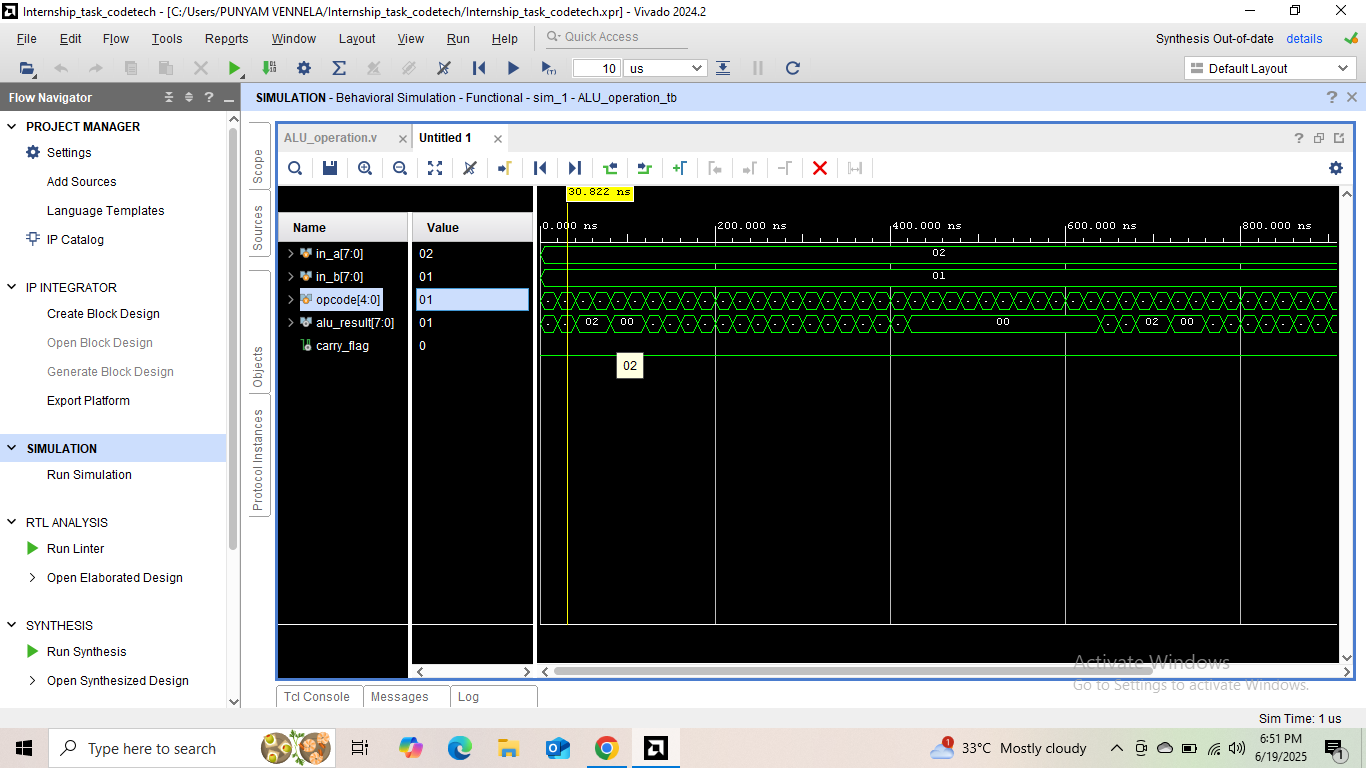 Internship_task_codetech - [C:/Users/PUNYAM VENNELA/Internship_task_codetech/Internship_task_codetech.xpr] - Vivado 2024.2
File Edit Flow Tools Reports Window Layout View Run Help Quick Access
Synthesis Out-of-date details
10 us
Default Layout
Flow Navigator
SIMULATION - Behavioral Simulation - Functional - sim_1 - ALU_operation_tb
PROJECT MANAGER
Settings
Add Sources
Language Templates
IP Catalog
IP INTEGRATOR
Create Block Design
Open Block Design
Generate Block Design
Export Platform
SIMULATION
Run Simulation
RTL ANALYSIS
Run Linter
Open Elaborated Design
SYNTHESIS
Run Synthesis
Open Synthesized Design
Scope
Sources
Objects
Protocol Instances
ALU_operation.v
Untitled 1
30.822 ns
Name Value
0.000 ns 200.000 ns 400.000 ns 600.000 ns 800.000 ns
in_a[7:0] 02 02
in_b[7:0] 01 01
opcode[4:0] 01
alu_result[7:0] 01 02 00 00 02 00
carry_flag 0
02
Tcl Console Messages Log
Activate Windows
Go to Settings to activate Windows.
Sim Time: 1 us
Type here to search
33°C Mostly cloudy
6:51 PM
6/19/2025
1
1